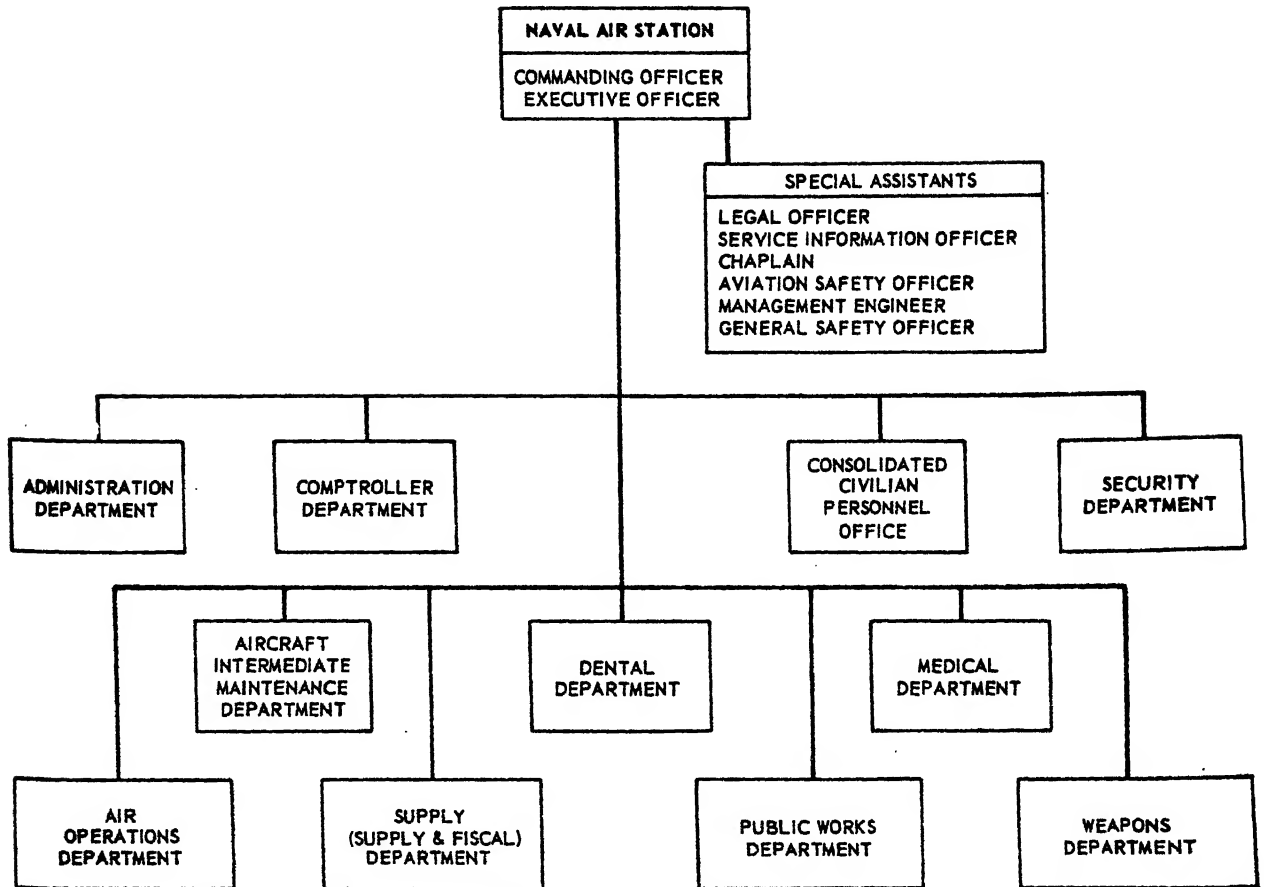 NAVAL AIR STATION
COMMANDING OFFICER
EXECUTIVE OFFICER
SPECIAL ASSISTANTS
LEGAL OFFICER
SERVICE INFORMATION OFFICER
CHAPLAIN
AVIATION SAFETY OFFICER
MANAGEMENT ENGINEER
GENERAL SAFETY OFFICER
ADMINISTRATION
DEPARTMENT
COMPTROLLER
DEPARTMENT
CONSOLIDATED
CIVILIAN
PERSONNEL
OFFICE
SECURITY
DEPARTMENT
AIRCRAFT
INTERMEDIATE
MAINTENANCE
DEPARTMENT
DENTAL
DEPARTMENT
MEDICAL
DEPARTMENT
AIR
OPERATIONS
DEPARTMENT
SUPPLY
(SUPPLY & FISCAL)
DEPARTMENT
PUBLIC WORKS
DEPARTMENT
WEAPONS
DEPARTMENT